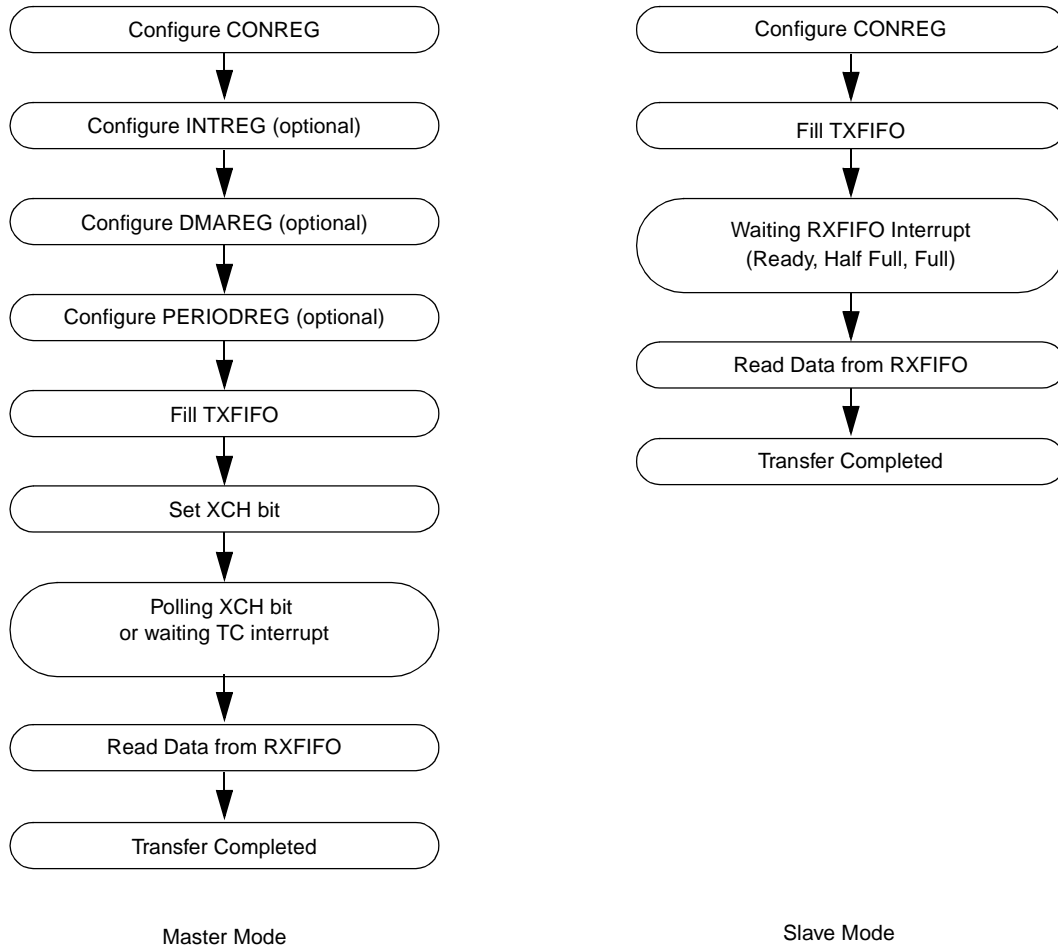 Configure CONREG
Configure INTREG (optional)
Configure DMAREG (optional)
Configure PERIODREG (optional)
Fill TXFIFO
Set XCH bit
Polling XCH bit
or waiting TC interrupt
Read Data from RXFIFO
Transfer Completed
Master Mode
Configure CONREG
Fill TXFIFO
Waiting RXFIFO Interrupt
(Ready, Half Full, Full)
Read Data from RXFIFO
Transfer Completed
Slave Mode